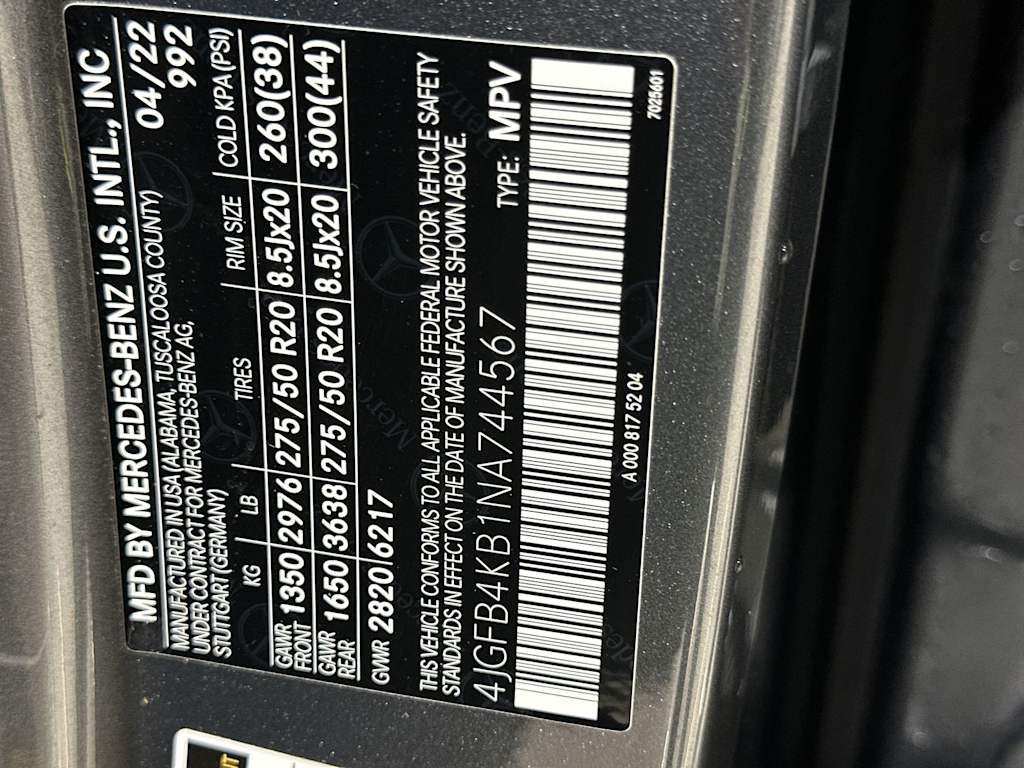 MFD BY MERCEDES-BENZ U.S. INTL., INC
MANUFACTURED IN USA (ALABAMA, TUSCALOOSA COUNTY) 04/22
UNDER CONTRACT FOR MERCEDES-BENZ AG, 992
STUTTGART (GERMANY)
KG LB TIRES RIM SIZE COLD KPA (PSI)
GAWR FRONT 1350 2976 275/50 R20 8.5Jx20 260(38)
GAWR REAR 1650 3638 275/50 R20 8.5Jx20 300(44)
GVWR 2820 6217
THIS VEHICLE CONFORMS TO ALL APPLICABLE FEDERAL MOTOR VEHICLE SAFETY
STANDARDS IN EFFECT ON THE DATE OF MANUFACTURE SHOWN ABOVE.
4JGFB4KB1NA744567 TYPE: MPV
A 000 817 52 04 7025601